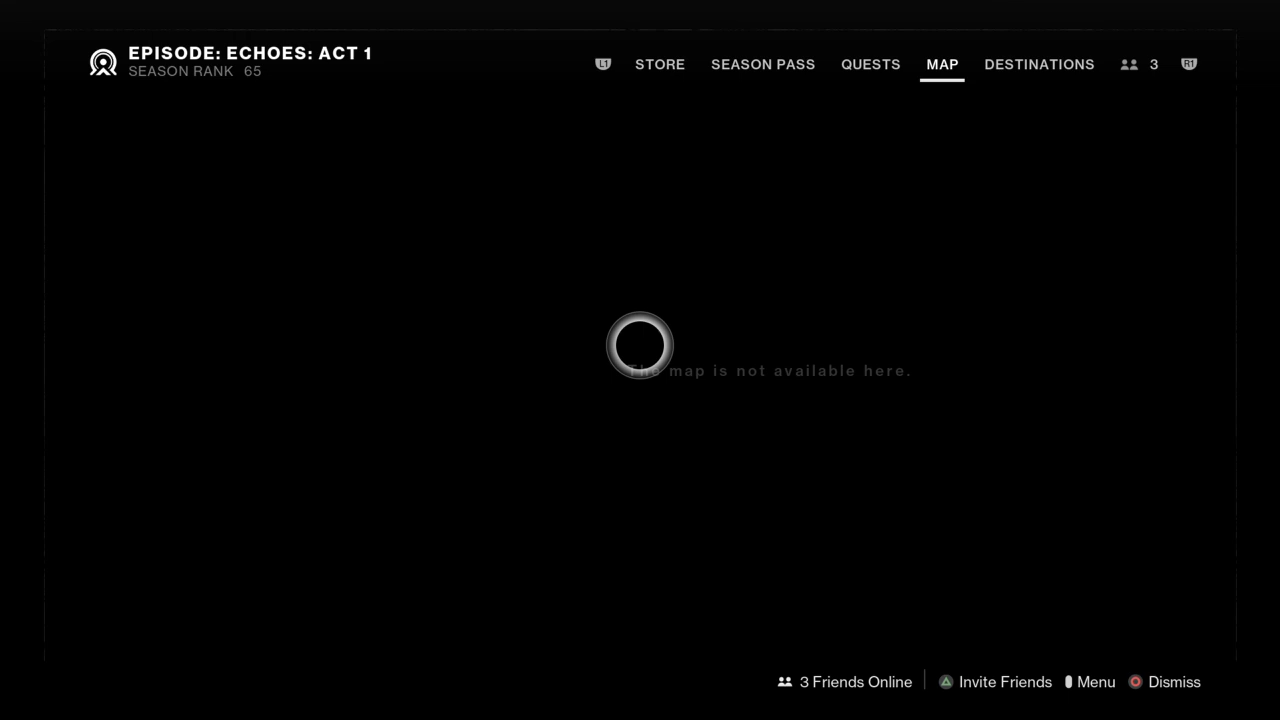 EPISODE: ECHOES: ACT 1
SEASON RANK 65
L1 STORE SEASON PASS QUESTS MAP DESTINATIONS 3 R1
The map is not available here.
3 Friends Online Invite Friends Menu Dismiss